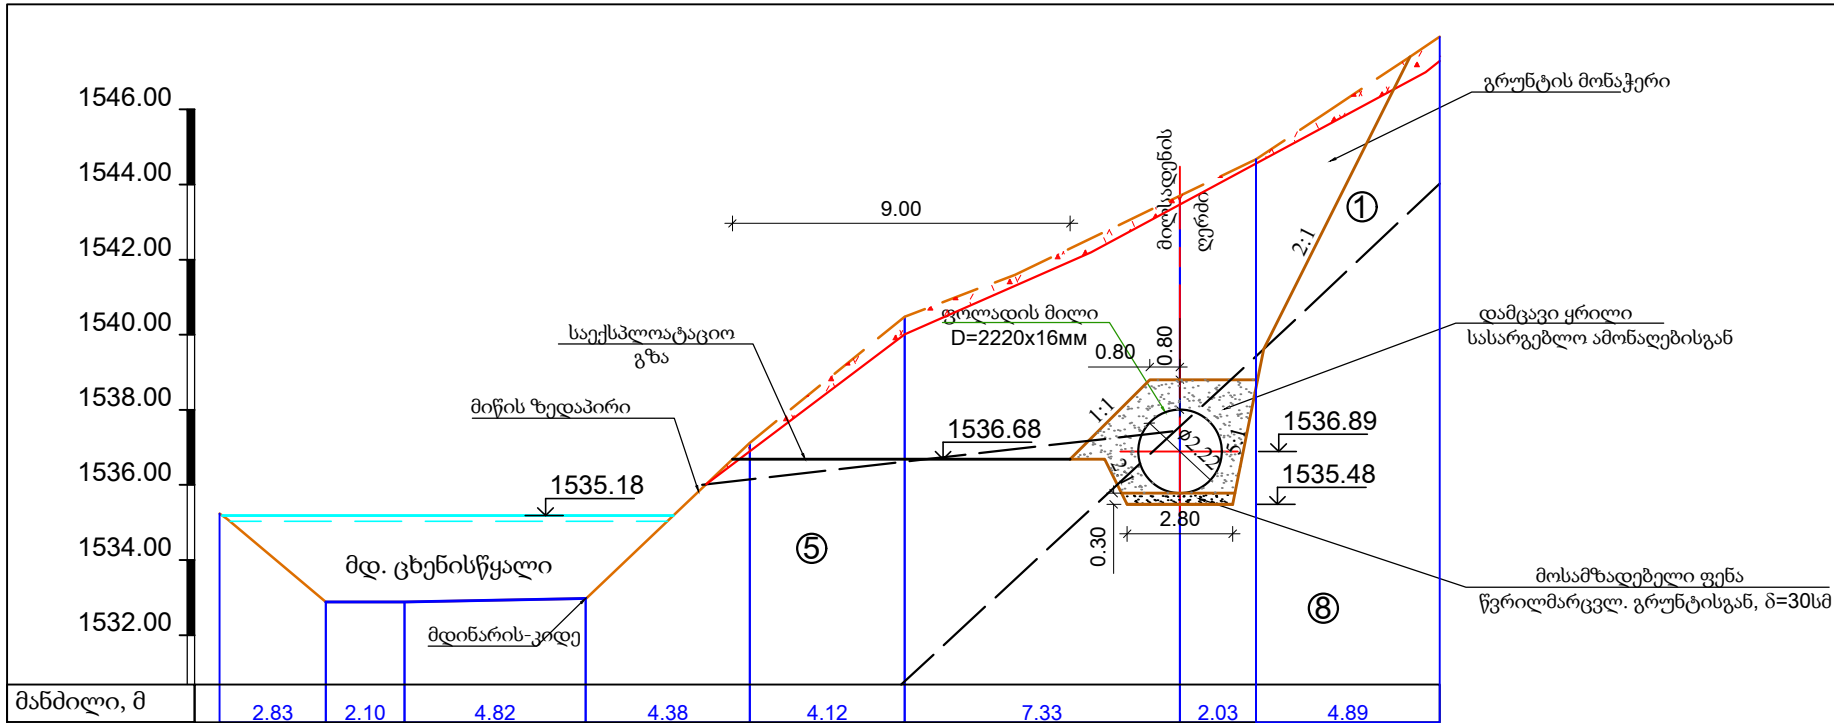 1546.00
1544.00
1542.00
1540.00
1538.00
1536.00
1534.00
1532.00
გრუნტის მონაჭერი
მილსადენის
ღერძი
9.00
1
2:1
ფოლადის მილი
D=2220x16мм
0.80
0.80
დამცავი ყრილი
სასარგებლო ამონაღებისგან
საექსპლოატაციო
გზა
მიწის ზედაპირი
1:1
1536.68
1536.89
ø2.22
5:1
1535.48
1535.18
2.80
0.30
5
მდ. ცხენისწყალი
მოსამზადებელი ფენა
წვრილმარცვლ. გრუნტისგან, δ=30სმ
8
მდინარის-კიდე
მანძილი, მ
2.83
2.10
4.82
4.38
4.12
7.33
2.03
4.89